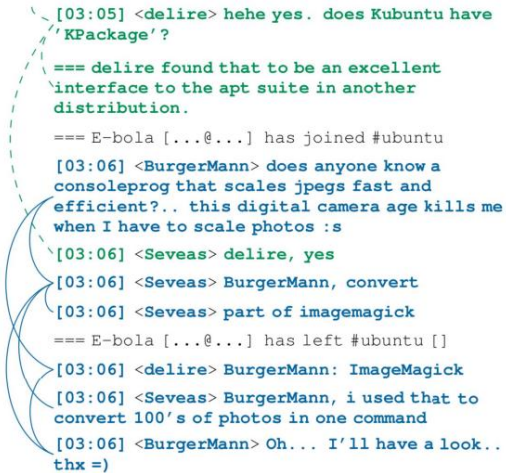 [03:05] <delire> hehe yes. does Kubuntu have
'KPackage'?
=== delire found that to be an excellent
interface to the apt suite in another
distribution.
=== E-bola [...@...] has joined #ubuntu
[03:06] <BurgerMann> does anyone know a
consoleprog that scales jpegs fast and
efficient?.. this digital camera age kills me
when I have to scale photos :s
[03:06] <Seveas> delire, yes
[03:06] <Seveas> BurgerMann, convert
[03:06] <Seveas> part of imagemagick
=== E-bola [...@...] has left #ubuntu []
[03:06] <delire> BurgerMann: ImageMagick
[03:06] <Seveas> BurgerMann, i used that to
convert 100's of photos in one command
[03:06] <BurgerMann> Oh... I'll have a look..
thx =)